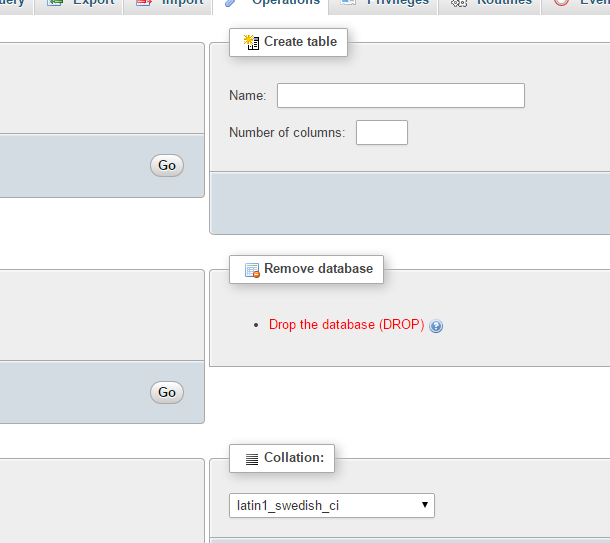 Export Import Operations Privileges Routines
Create table
Name:
Number of columns:
Go
Remove database
Drop the database (DROP)
Go
Collation:
latin1_swedish_ci